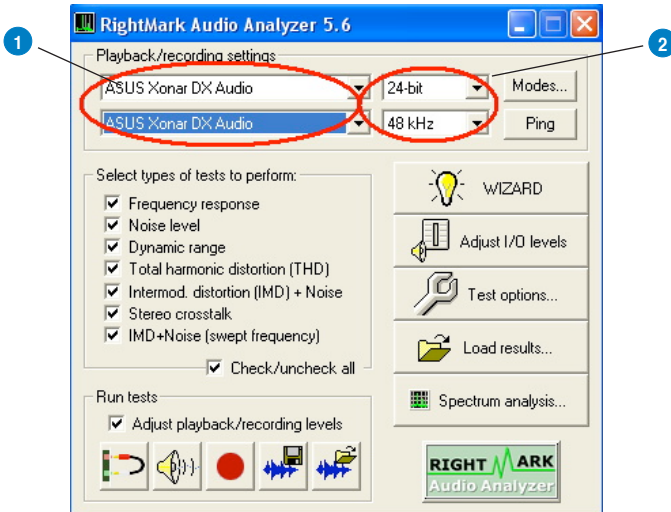 RightMark Audio Analyzer 5.6
1
2
Playback/recording settings
ASUS Xonar DX Audio 24-bit Modes...
ASUS Xonar DX Audio 48 kHz Ping
Select types of tests to perform:
Frequency response
Noise level
Dynamic range
Total harmonic distortion (THD)
Intermod. distortion (IMD) + Noise
Stereo crosstalk
IMD+Noise (swept frequency)
Check/uncheck all
WIZARD
Adjust I/O levels
Test options...
Load results...
Spectrum analysis...
Run tests
Adjust playback/recording levels
RIGHT MARK
Audio Analyzer